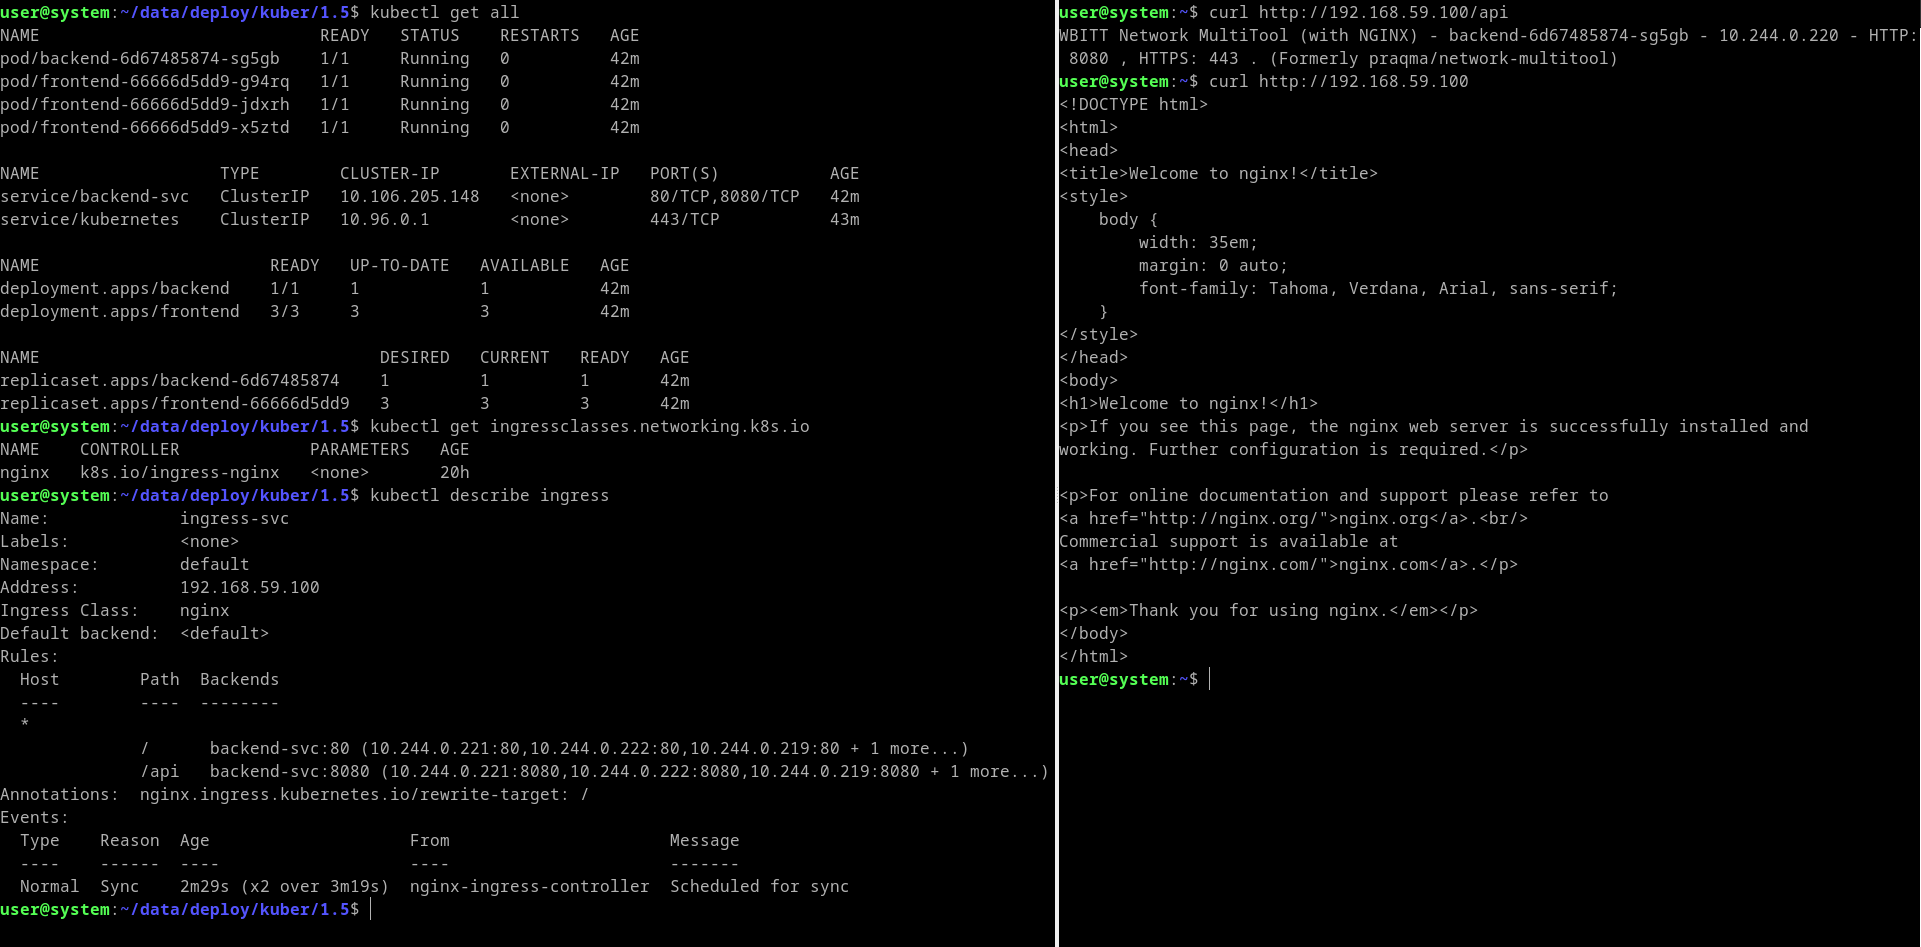 user@system:~/data/deploy/kuber/1.5$ kubectl get all
NAME                            READY   STATUS    RESTARTS   AGE
pod/backend-6d67485874-sg5gb    1/1     Running   0          42m
pod/frontend-66666d5dd9-g94rq   1/1     Running   0          42m
pod/frontend-66666d5dd9-jdxrh   1/1     Running   0          42m
pod/frontend-66666d5dd9-x5ztd   1/1     Running   0          42m

NAME                  TYPE        CLUSTER-IP       EXTERNAL-IP   PORT(S)           AGE
service/backend-svc   ClusterIP   10.106.205.148   <none>        80/TCP,8080/TCP   42m
service/kubernetes    ClusterIP   10.96.0.1        <none>        443/TCP           43m

NAME                       READY   UP-TO-DATE   AVAILABLE   AGE
deployment.apps/backend    1/1     1            1           42m
deployment.apps/frontend   3/3     3            3           42m

NAME                                  DESIRED   CURRENT   READY   AGE
replicaset.apps/backend-6d67485874    1         1         1       42m
replicaset.apps/frontend-66666d5dd9   3         3         3       42m
user@system:~/data/deploy/kuber/1.5$ kubectl get ingressclasses.networking.k8s.io
NAME    CONTROLLER             PARAMETERS   AGE
nginx   k8s.io/ingress-nginx   <none>       20h
user@system:~/data/deploy/kuber/1.5$ kubectl describe ingress
Name:             ingress-svc
Labels:           <none>
Namespace:        default
Address:          192.168.59.100
Ingress Class:    nginx
Default backend:  <default>
Rules:
  Host        Path  Backends
  ----        ----  --------
  *
              /      backend-svc:80 (10.244.0.221:80,10.244.0.222:80,10.244.0.219:80 + 1 more...)
              /api   backend-svc:8080 (10.244.0.221:8080,10.244.0.222:8080,10.244.0.219:8080 + 1 more...)
Annotations:  nginx.ingress.kubernetes.io/rewrite-target: /
Events:
  Type    Reason  Age                    From                      Message
  ----    ------  ----                   ----                      -------
  Normal  Sync    2m29s (x2 over 3m19s)  nginx-ingress-controller  Scheduled for sync
user@system:~/data/deploy/kuber/1.5$
user@system:~$ curl http://192.168.59.100/api
WBITT Network MultiTool (with NGINX) - backend-6d67485874-sg5gb - 10.244.0.220 - HTTP:
 8080 , HTTPS: 443 . (Formerly praqma/network-multitool)
user@system:~$ curl http://192.168.59.100
<!DOCTYPE html>
<html>
<head>
<title>Welcome to nginx!</title>
<style>
    body {
        width: 35em;
        margin: 0 auto;
        font-family: Tahoma, Verdana, Arial, sans-serif;
    }
</style>
</head>
<body>
<h1>Welcome to nginx!</h1>
<p>If you see this page, the nginx web server is successfully installed and
working. Further configuration is required.</p>

<p>For online documentation and support please refer to
<a href="http://nginx.org/">nginx.org</a>.<br/>
Commercial support is available at
<a href="http://nginx.com/">nginx.com</a>.</p>

<p><em>Thank you for using nginx.</em></p>
</body>
</html>
user@system:~$